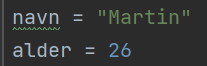 navn = "Martin"
alder = 26